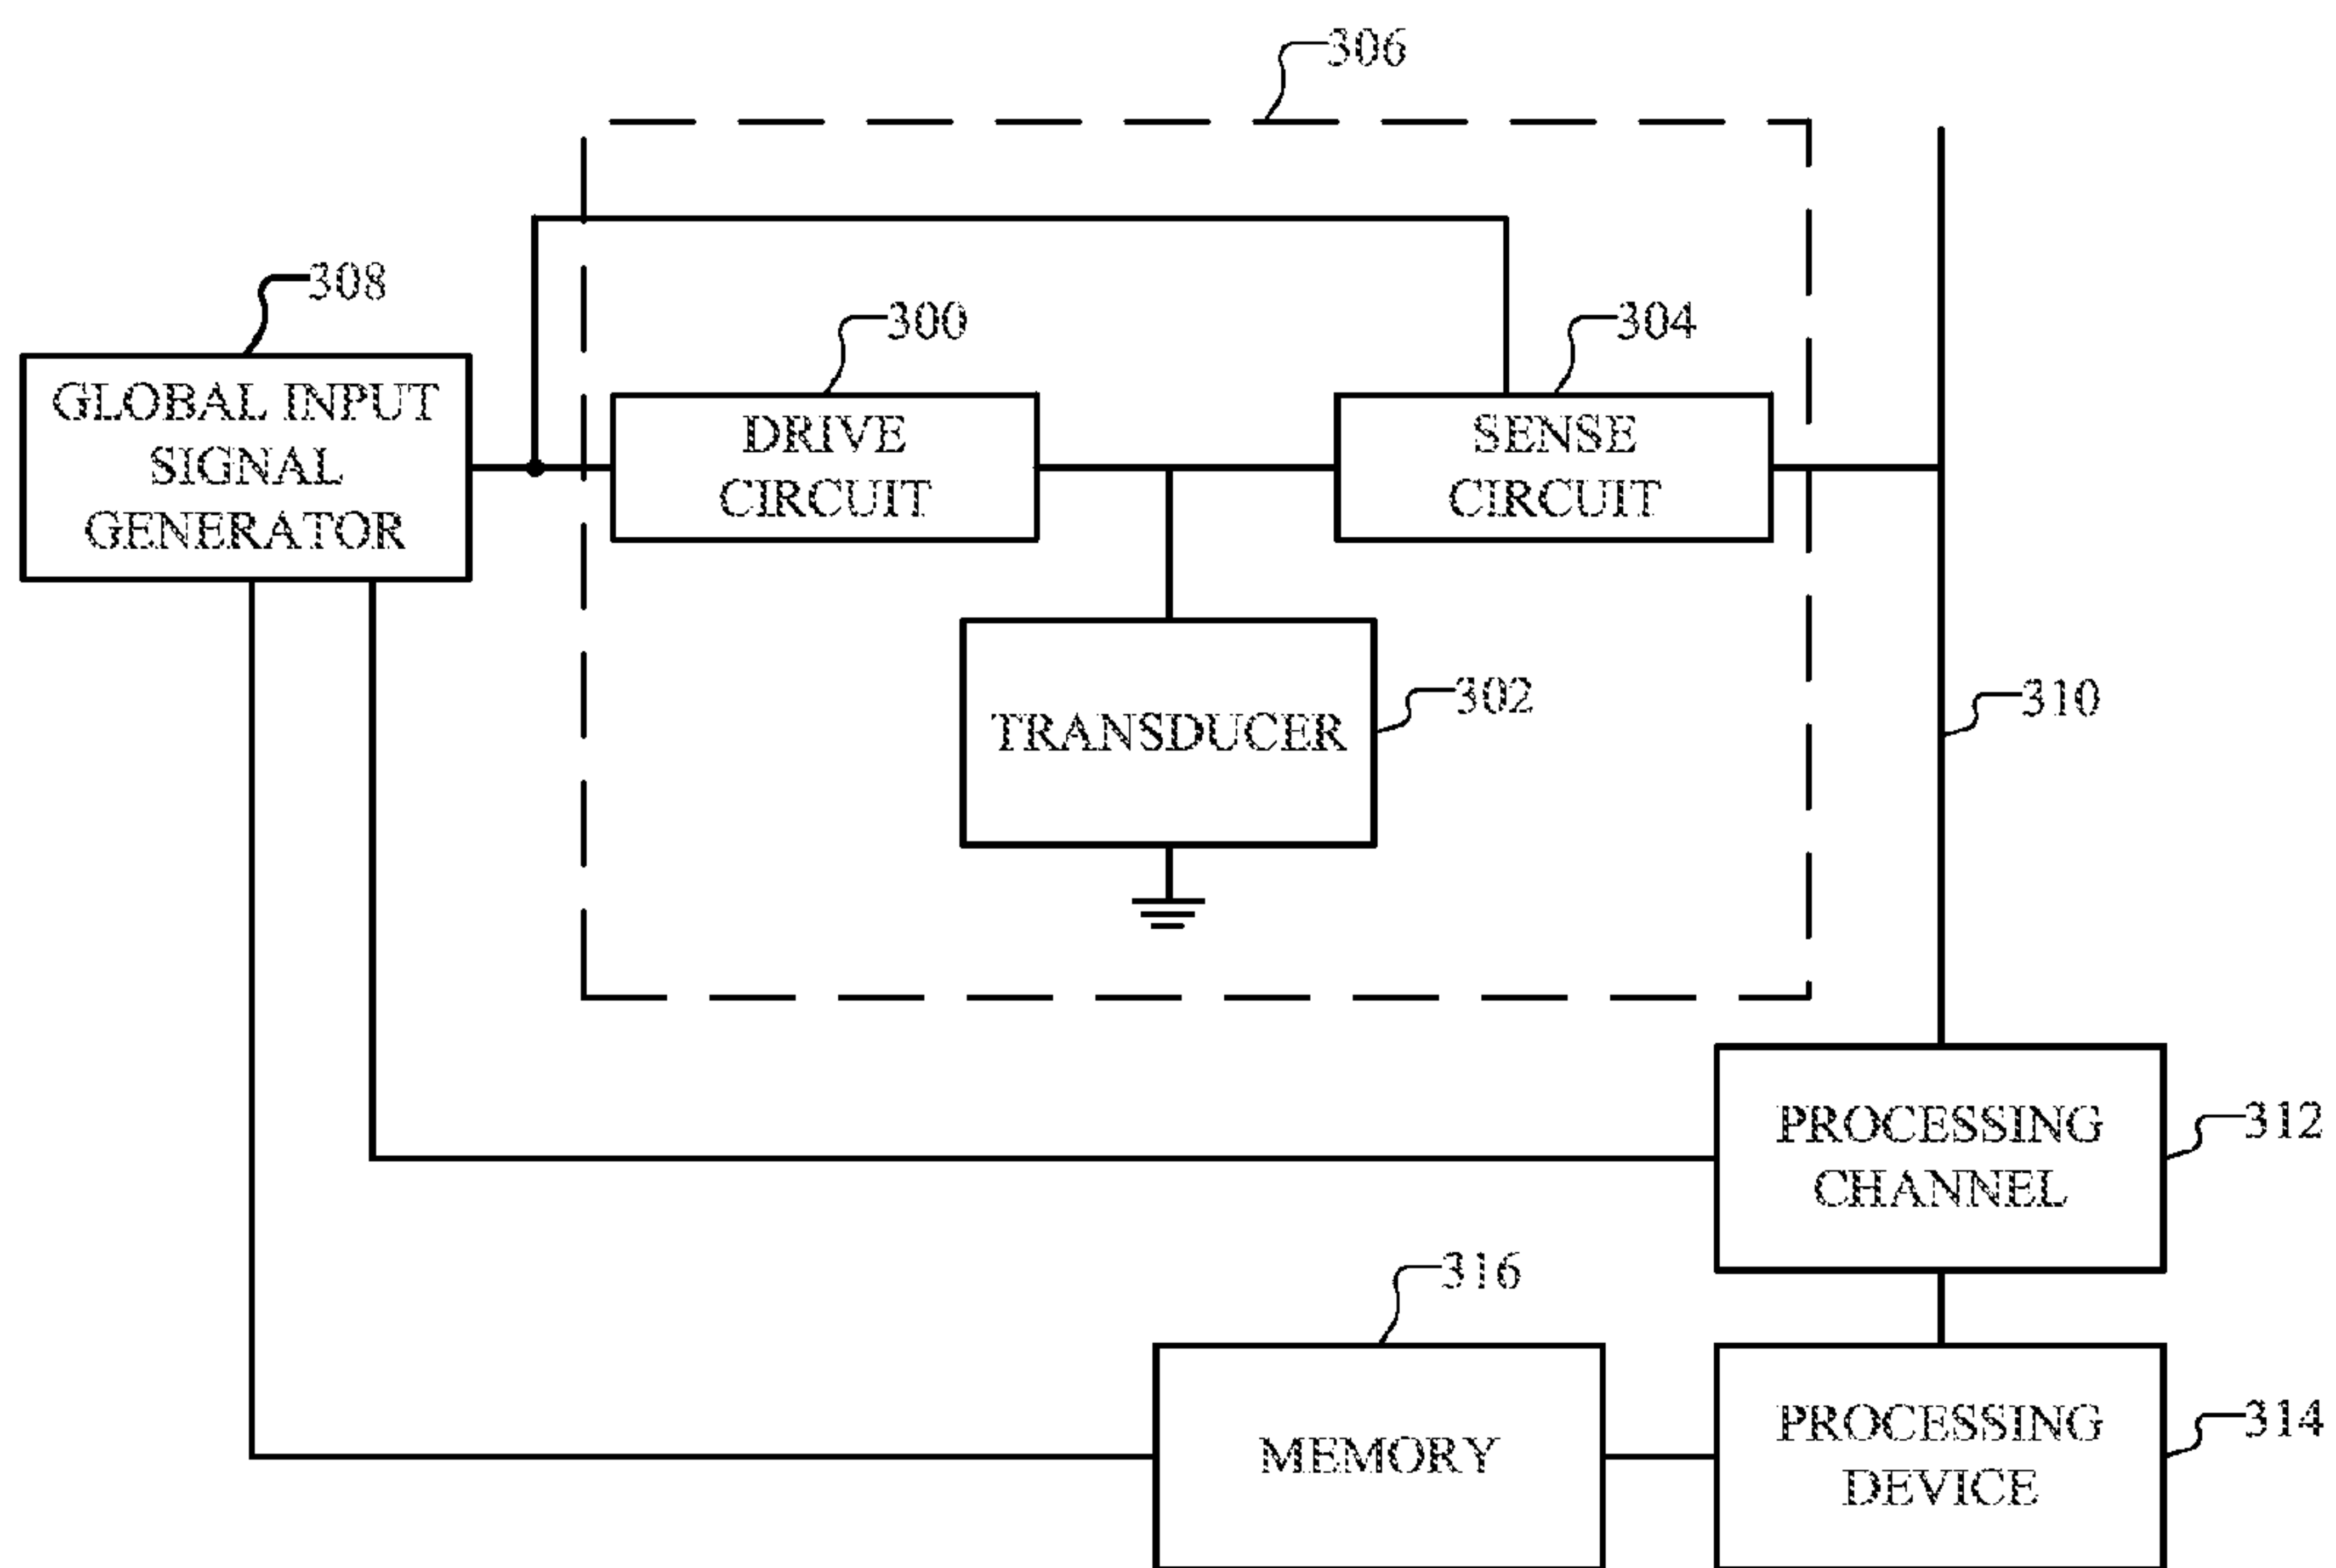 306
308
300
304
GLOBAL INPUT
SIGNAL
GENERATOR
DRIVE
CIRCUIT
SENSE
CIRCUIT
302
TRANSDUCER
310
PROCESSING
CHANNEL
312
316
MEMORY
PROCESSING
DEVICE
314